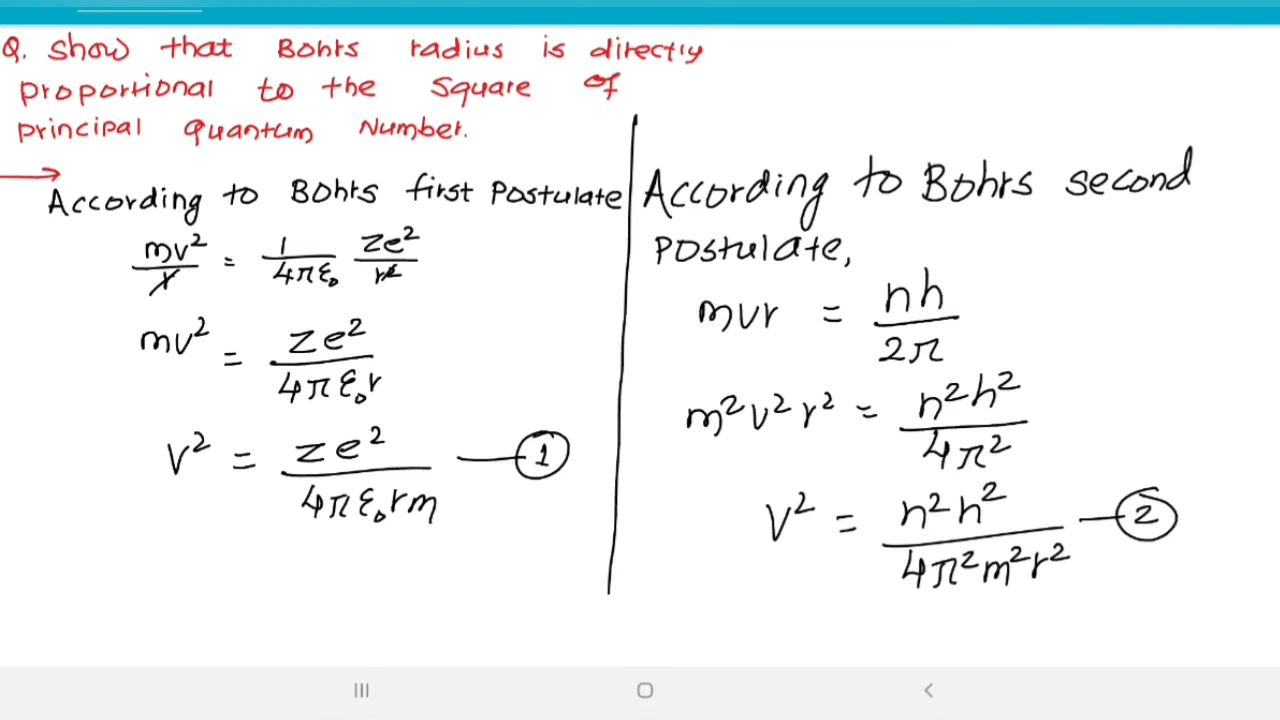 Q. Show that Bohrs radius is directly
proportional to the square of
principal quantum Number.
→ According to Bohrs first Postulate
mv²/r = 1/4πε₀ ze²/r²
mv² = ze²/4πε₀r
v² = ze²/4πε₀rm — 1
According to Bohrs second
Postulate,
mvr = nh/2π
m²v²r² = n²h²/4π²
v² = n²h²/4π²m²r² — 2